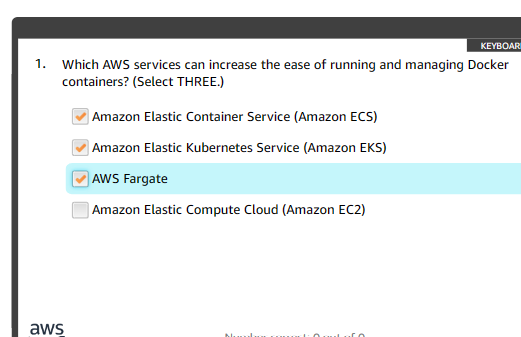 KEYBOAR
1. Which AWS services can increase the ease of running and managing Docker
containers? (Select THREE.)
Amazon Elastic Container Service (Amazon ECS)
Amazon Elastic Kubernetes Service (Amazon EKS)
AWS Fargate
Amazon Elastic Compute Cloud (Amazon EC2)
aws